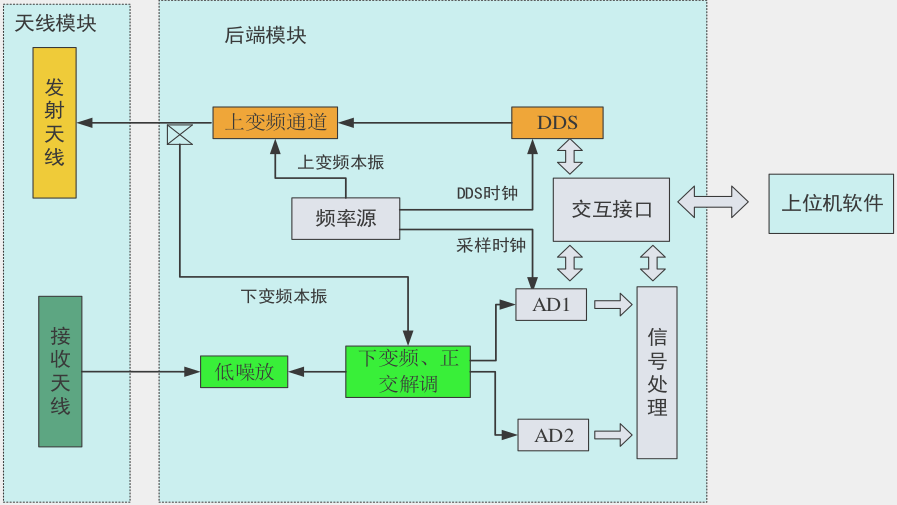 天线模块
后端模块
发
射
天
线
上变频通道
DDS
上变频本振
DDS时钟
频率源
交互接口
上位机软件
采样时钟
下变频本振
AD1
接
收
天
线
低噪放
下变频、正
交解调
信
号
处
理
AD2